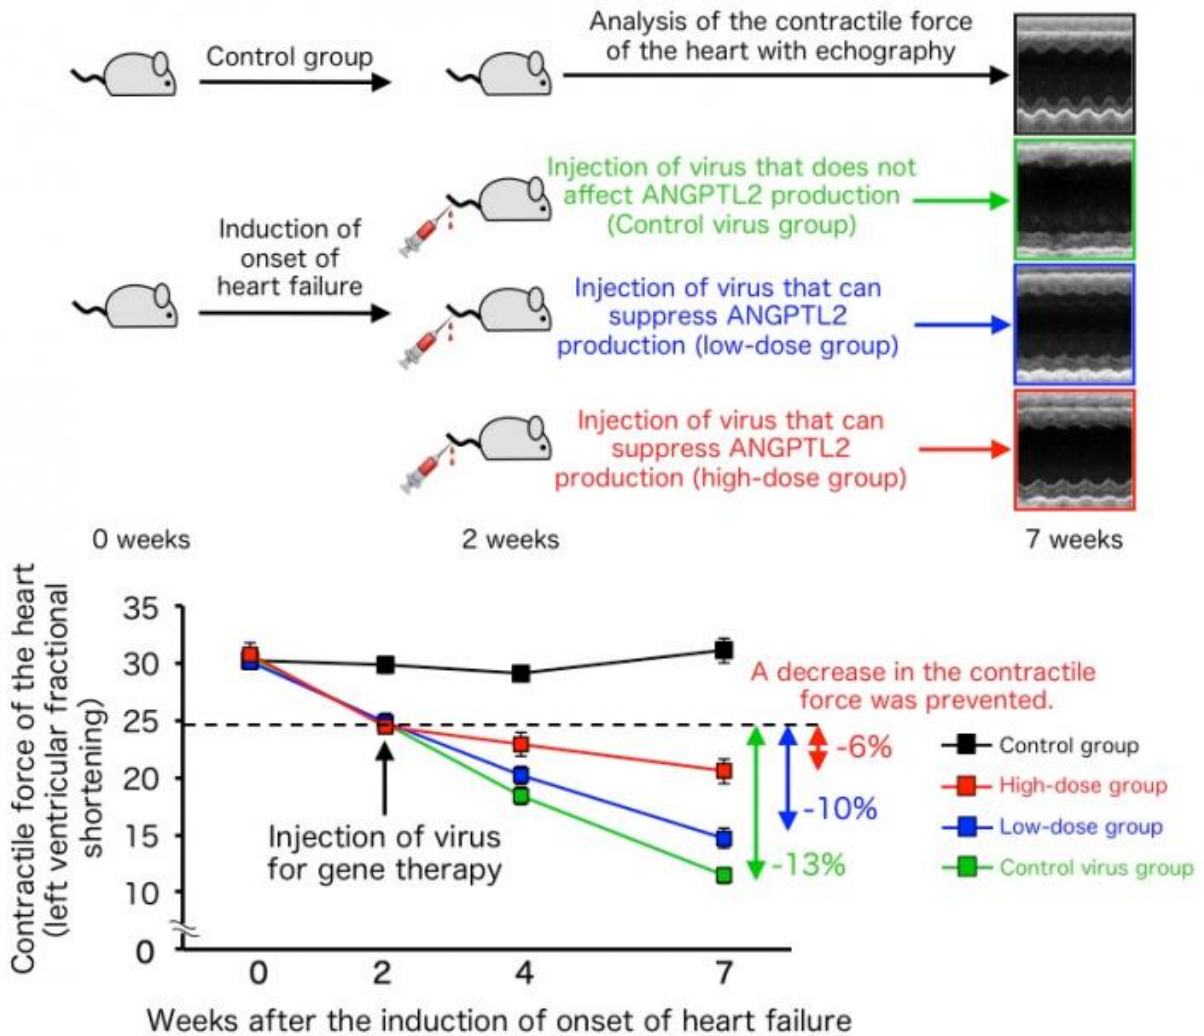 Control group
Analysis of the contractile force
of the heart with echography
Injection of virus that does not
affect ANGPTL2 production
(Control virus group)
Induction of
onset of
heart failure
Injection of virus that can
suppress ANGPTL2
production (low-dose group)
Injection of virus that can
suppress ANGPTL2
production (high-dose group)
0 weeks
2 weeks
7 weeks
Contractile force of the heart
(left ventricular fractional
shortening)
35
30
25
20
15
10
0
A decrease in the contractile
force was prevented.
-6%
-10%
-13%
Injection of virus
for gene therapy
Control group
High-dose group
Low-dose group
Control virus group
0
2
4
7
Weeks after the induction of onset of heart failure